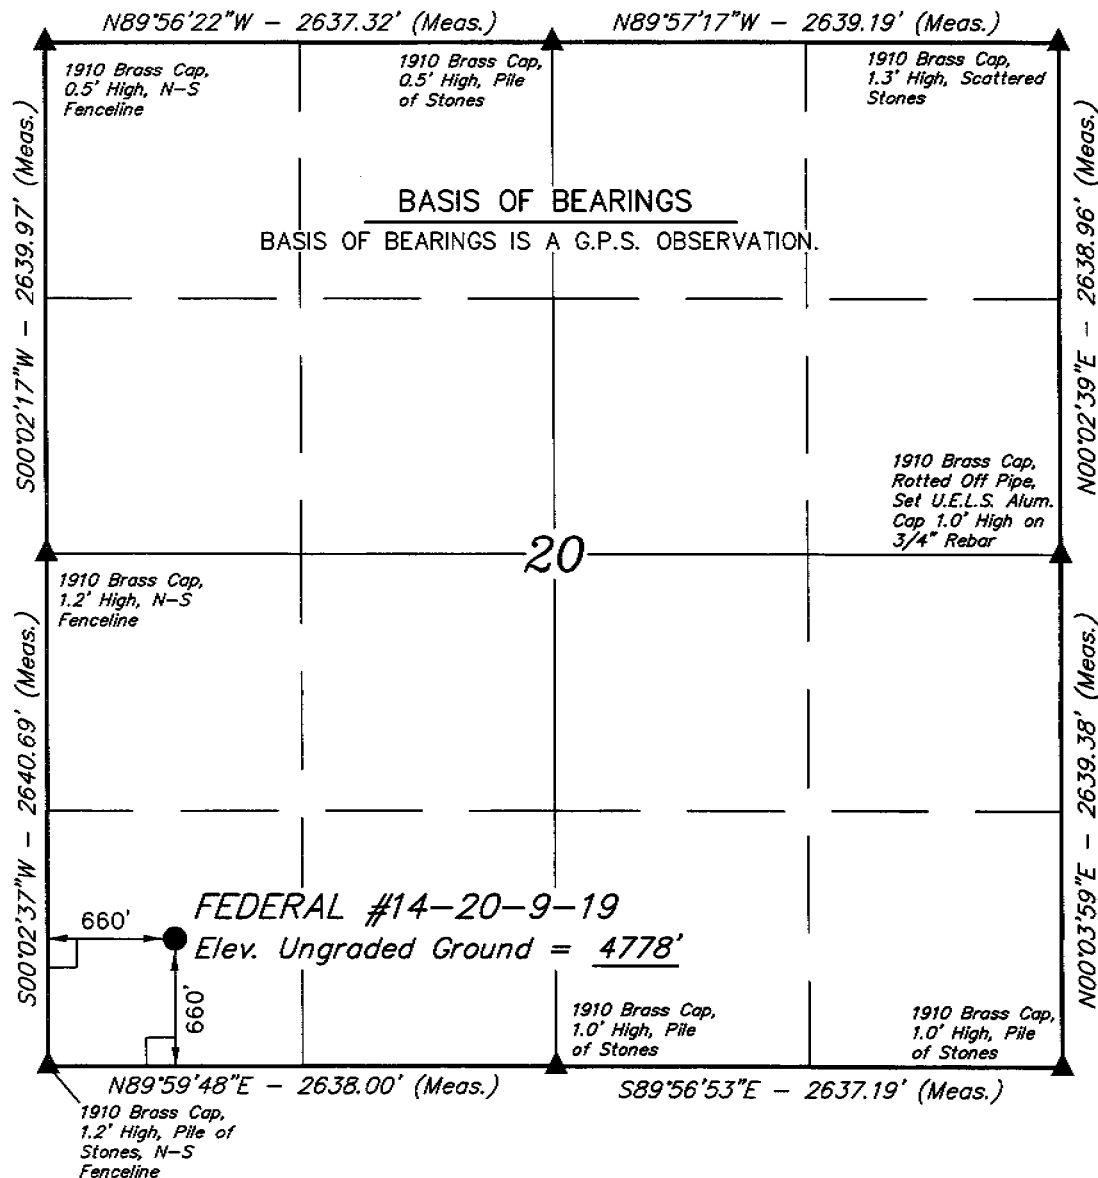 N89°56'22"W - 2637.32' (Meas.)
N89°57'17"W - 2639.19' (Meas.)
1910 Brass Cap,
0.5' High, N-S
Fenceline
1910 Brass Cap,
0.5' High, Pile
of Stones
1910 Brass Cap,
1.3' High, Scattered
Stones
S00°02'17"W - 2639.97' (Meas.)
N00°02'39"E - 2638.96' (Meas.)
BASIS OF BEARINGS
BASIS OF BEARINGS IS A G.P.S. OBSERVATION.
1910 Brass Cap,
Rotted Off Pipe,
Set U.E.L.S. Alum.
Cap 1.0' High on
3/4" Rebar
20
1910 Brass Cap,
1.2' High, N-S
Fenceline
S00°02'37"W - 2640.69' (Meas.)
N00°03'59"E - 2639.38' (Meas.)
FEDERAL #14-20-9-19
Elev. Ungraded Ground = 4778'
660'
660'
1910 Brass Cap,
1.0' High, Pile
of Stones
1910 Brass Cap,
1.0' High, Pile
of Stones
N89°59'48"E - 2638.00' (Meas.)
S89°56'53"E - 2637.19' (Meas.)
1910 Brass Cap,
1.2' High, Pile of
Stones, N-S
Fenceline